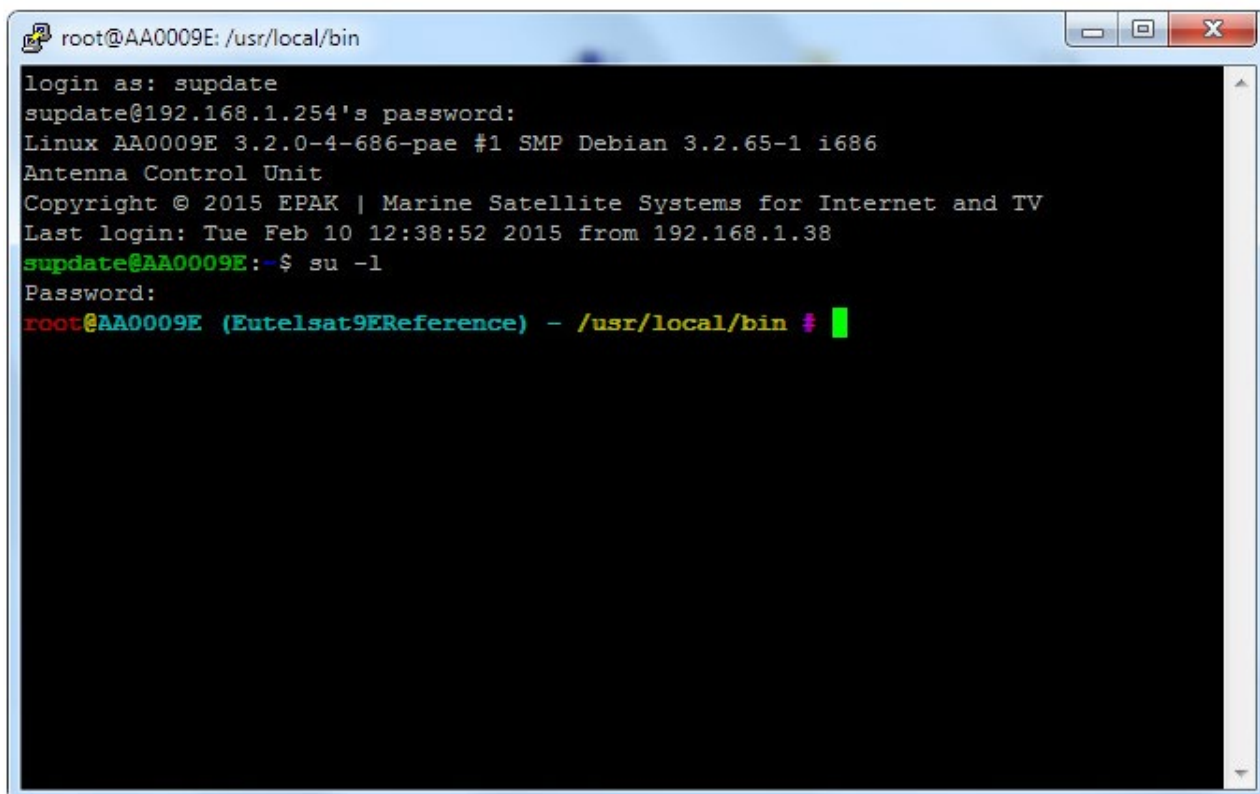 root@AA0009E: /usr/local/bin
login as: supdate
supdate@192.168.1.254's password:
Linux AA0009E 3.2.0-4-686-pae #1 SMP Debian 3.2.65-1 i686
Antenna Control Unit
Copyright © 2015 EPAK | Marine Satellite Systems for Internet and TV
Last login: Tue Feb 10 12:38:52 2015 from 192.168.1.38
supdate@AA0009E:~$ su -l
Password:
root@AA0009E (Eutelsat9EReference) - /usr/local/bin #